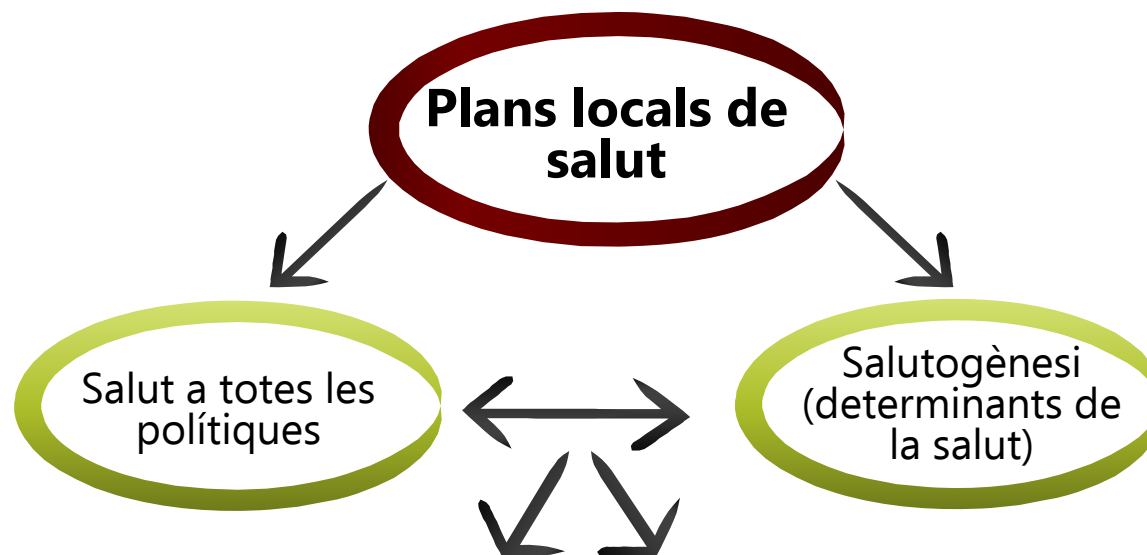 Plans locals de
salut
Salut a totes les
polítiques
Salutogènesi
(determinants de
la salut)